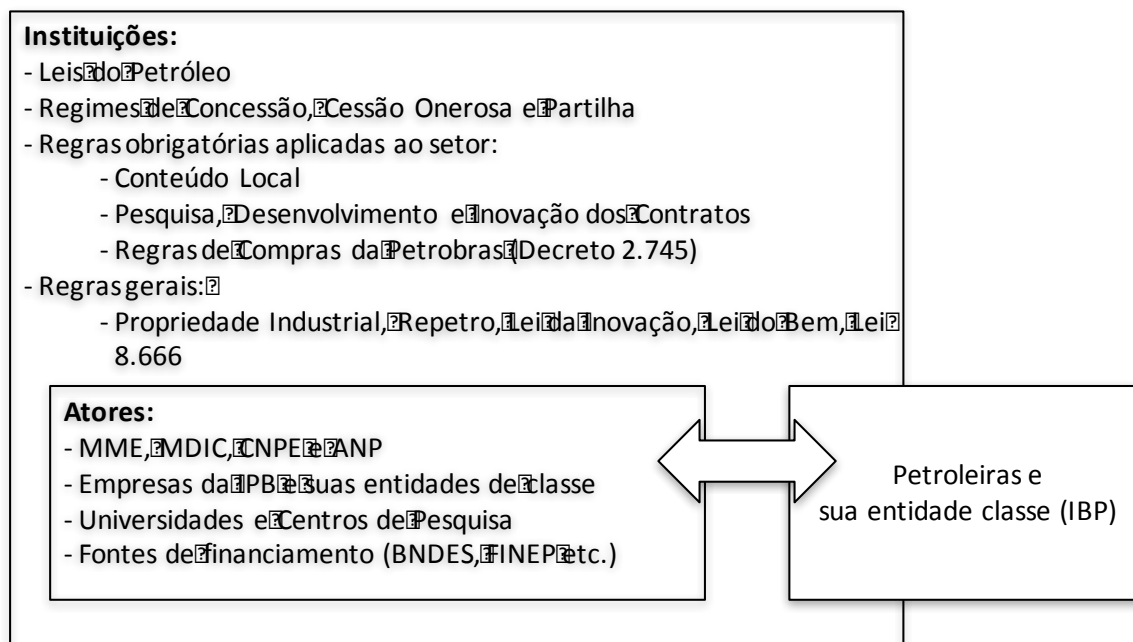 Instituições:
- Leis do Petróleo
- Regimes de Concessão, Cessão Onerosa e Partilha
- Regras obrigatórias aplicadas ao setor:
- Conteúdo Local
- Pesquisa, Desenvolvimento e Inovação dos Contratos
- Regras de Compras da Petrobras (Decreto 2.745)
- Regras gerais:
- Propriedade Industrial, Repetro, Lei da Inovação, Lei do Bem, Lei
8.666
Atores:
- MME, MDIC, CNPE e ANP
- Empresas da IPB e suas entidades de classe
- Universidades e Centros de Pesquisa
- Fontes de financiamento (BNDES, FINEP etc.)
Petroleiras e
sua entidade classe (IBP)